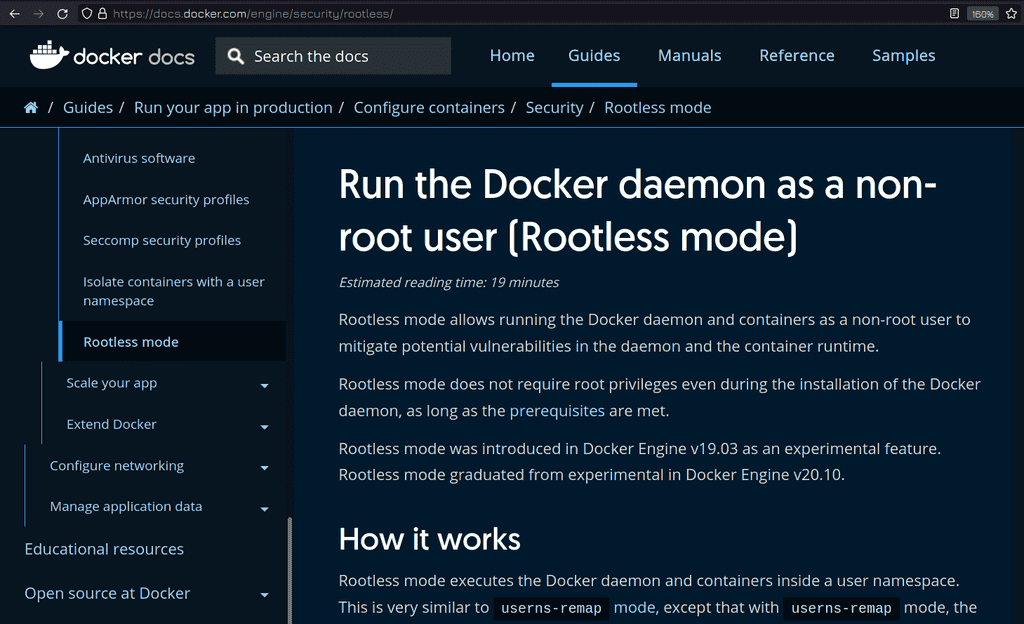 https://docs.docker.com/engine/security/rootless/
160%
docker docs
Search the docs
Home
Guides
Manuals
Reference
Samples
/ Guides / Run your app in production / Configure containers / Security / Rootless mode
Antivirus software
AppArmor security profiles
Seccomp security profiles
Isolate containers with a user
namespace
Rootless mode
Scale your app
Extend Docker
Configure networking
Manage application data
Educational resources
Open source at Docker
Run the Docker daemon as a non-
root user (Rootless mode)
Estimated reading time: 19 minutes
Rootless mode allows running the Docker daemon and containers as a non-root user to
mitigate potential vulnerabilities in the daemon and the container runtime.
Rootless mode does not require root privileges even during the installation of the Docker
daemon, as long as the prerequisites are met.
Rootless mode was introduced in Docker Engine v19.03 as an experimental feature.
Rootless mode graduated from experimental in Docker Engine v20.10.
How it works
Rootless mode executes the Docker daemon and containers inside a user namespace.
This is very similar to userns-remap mode, except that with userns-remap mode, the